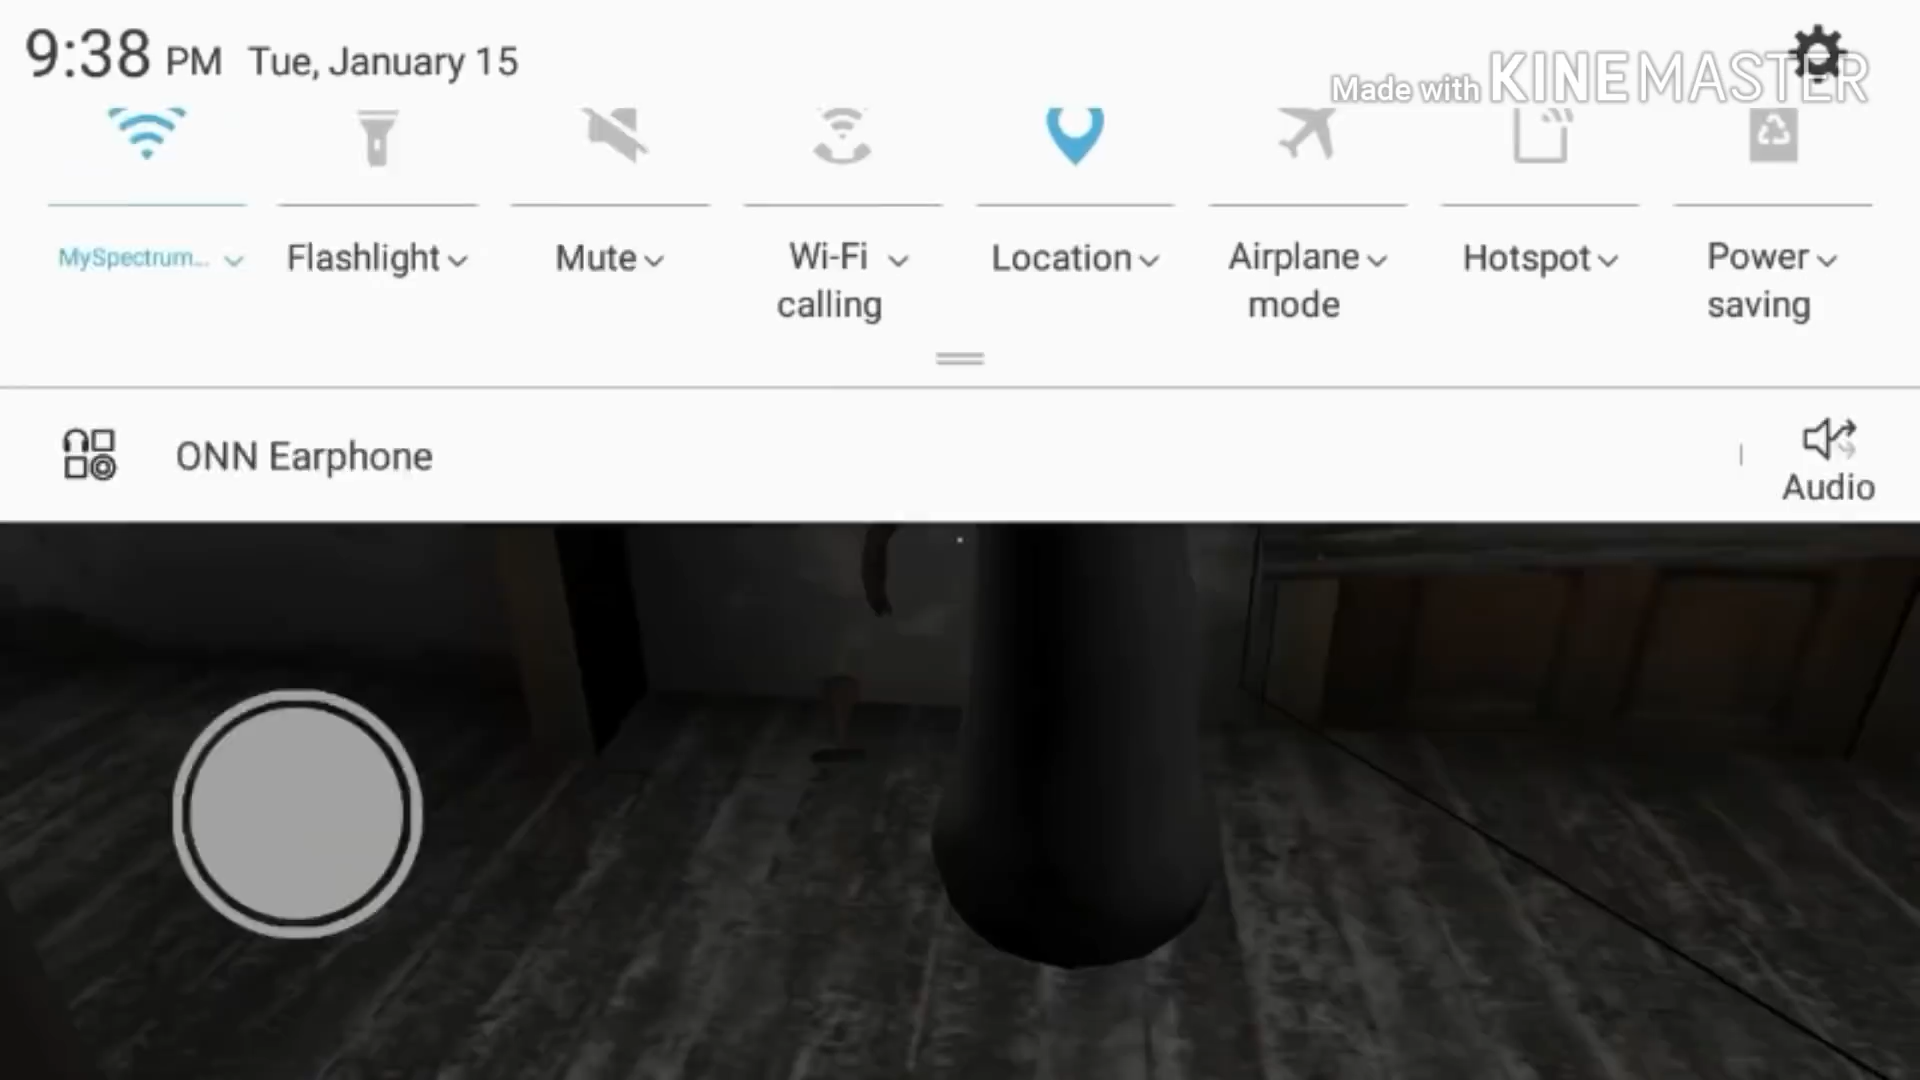 9:38 PM Tue, January 15
Made with KINEMASTER
MySpectrum... Flashlight Mute Wi-Fi calling Location Airplane mode Hotspot Power saving
ONN Earphone
Audio